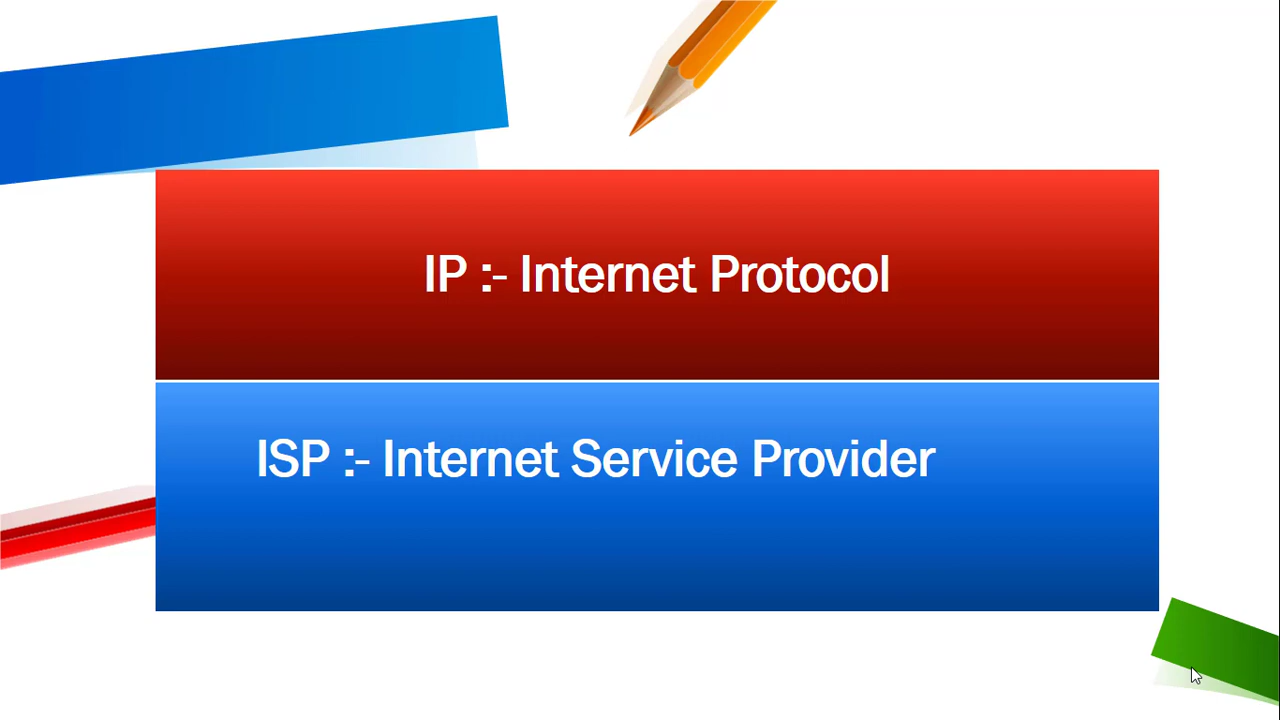 IP :- Internet Protocol
ISP :- Internet Service Provider